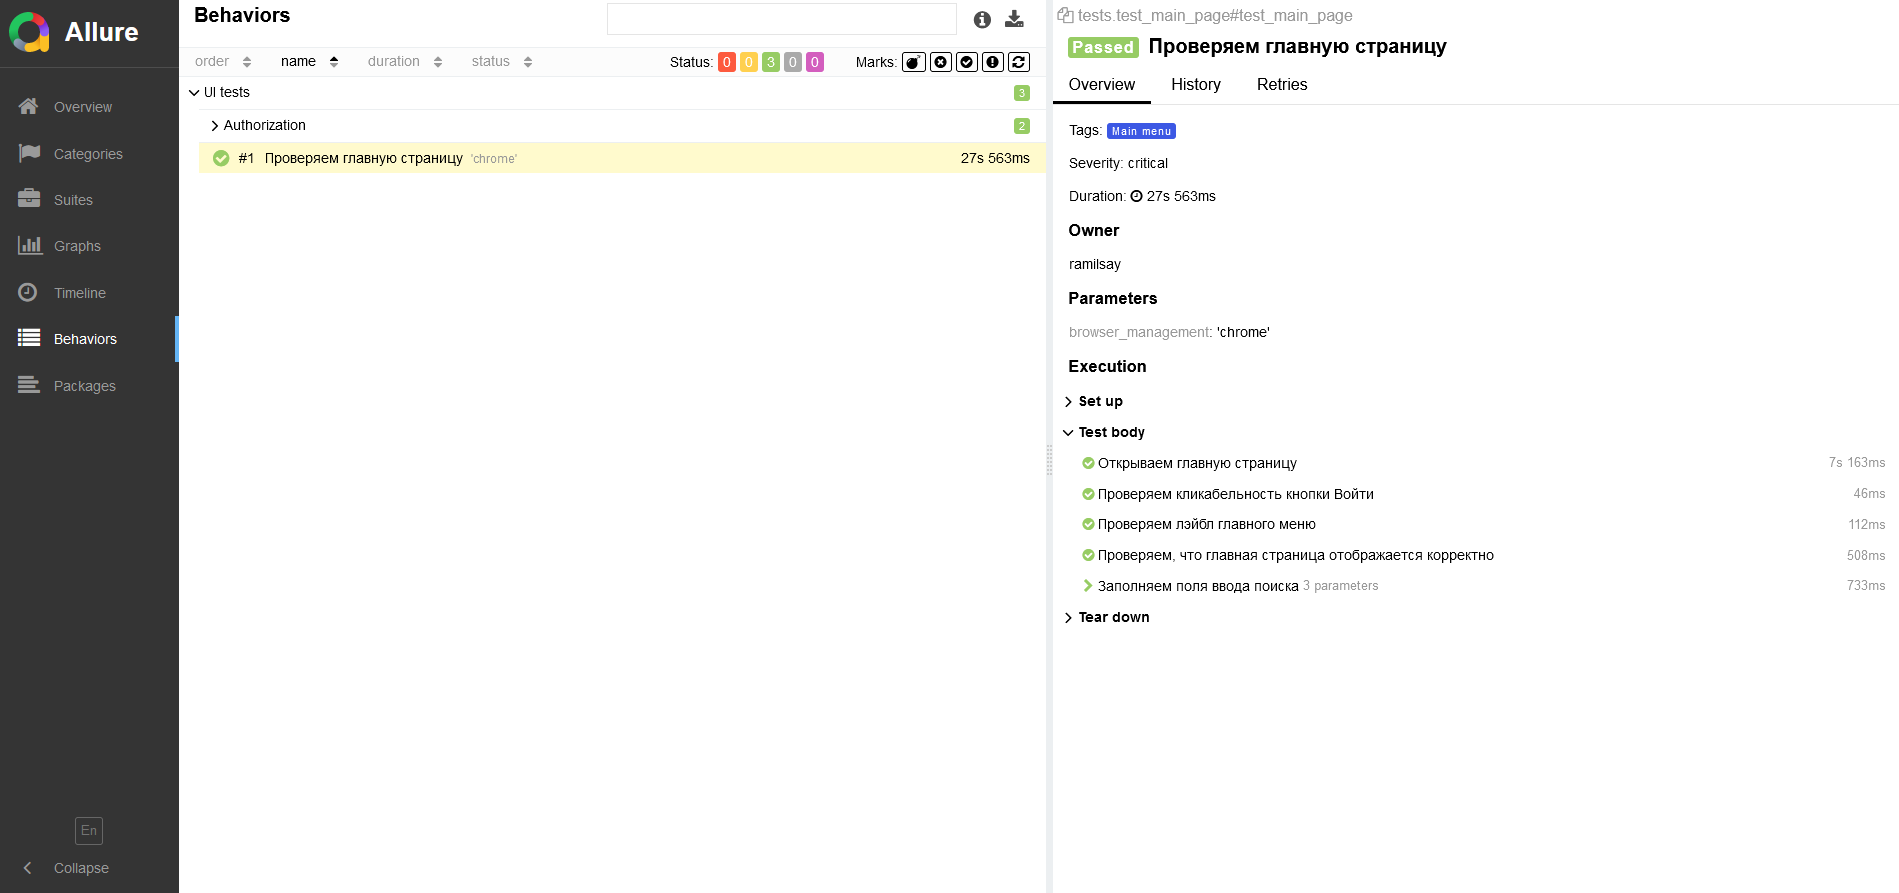 Allure
Overview
Categories
Suites
Graphs
Timeline
Behaviors
Packages
En
Collapse
Behaviors
order name duration status Status: 0 0 3 0 0 Marks:
UI tests 3
Authorization 2
#1 Проверяем главную страницу 'chrome' 27s 563ms
tests.test_main_page#test_main_page
Passed Проверяем главную страницу
Overview History Retries
Tags: Main menu
Severity: critical
Duration: 27s 563ms
Owner
ramilsay
Parameters
browser_management: 'chrome'
Execution
Set up
Test body
Открываем главную страницу 7s 163ms
Проверяем кликабельность кнопки Войти 46ms
Проверяем лэйбл главного меню 112ms
Проверяем, что главная страница отображается корректно 508ms
Заполняем поля ввода поиска 3 parameters 733ms
Tear down